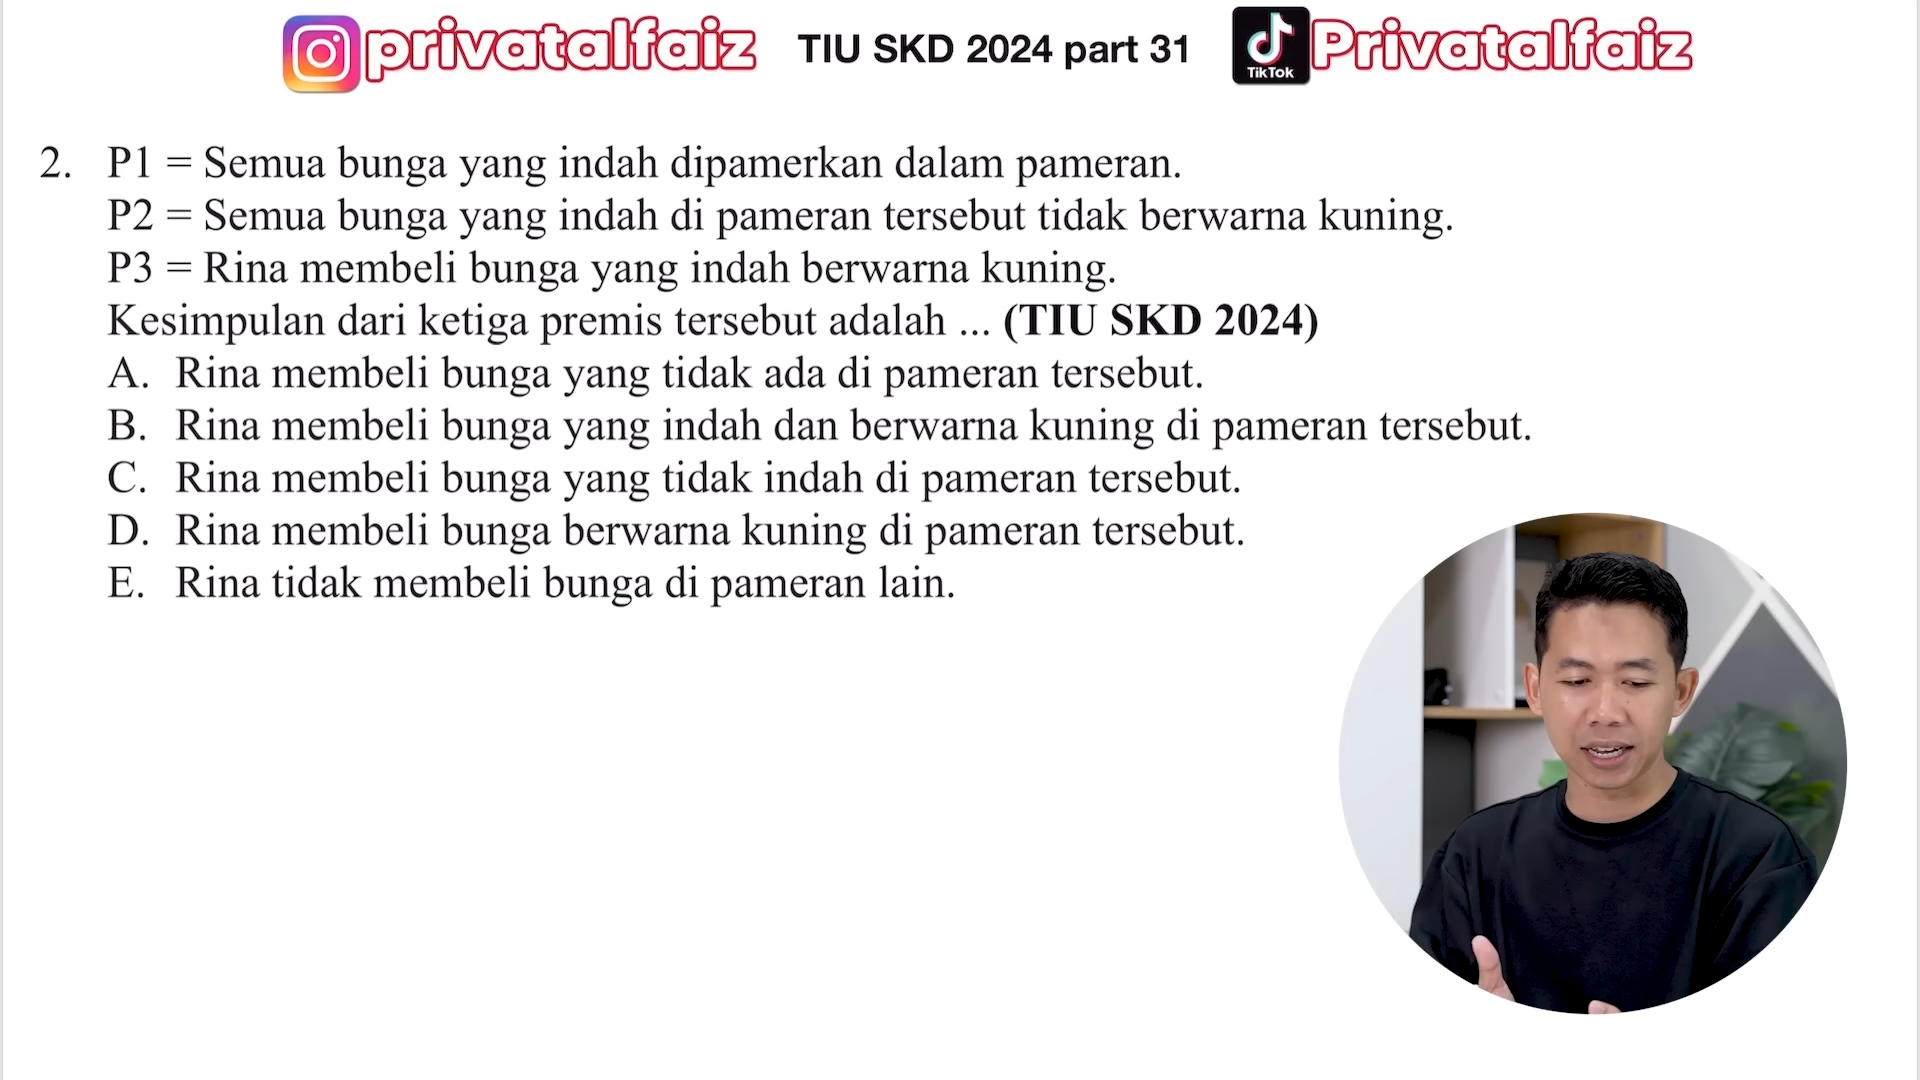 privatalfaiz TIU SKD 2024 part 31 TikTok Privatalfaiz
2. P1 = Semua bunga yang indah dipamerkan dalam pameran.
P2 = Semua bunga yang indah di pameran tersebut tidak berwarna kuning.
P3 = Rina membeli bunga yang indah berwarna kuning.
Kesimpulan dari ketiga premis tersebut adalah ... (TIU SKD 2024)
A. Rina membeli bunga yang tidak ada di pameran tersebut.
B. Rina membeli bunga yang indah dan berwarna kuning di pameran tersebut.
C. Rina membeli bunga yang tidak indah di pameran tersebut.
D. Rina membeli bunga berwarna kuning di pameran tersebut.
E. Rina tidak membeli bunga di pameran lain.